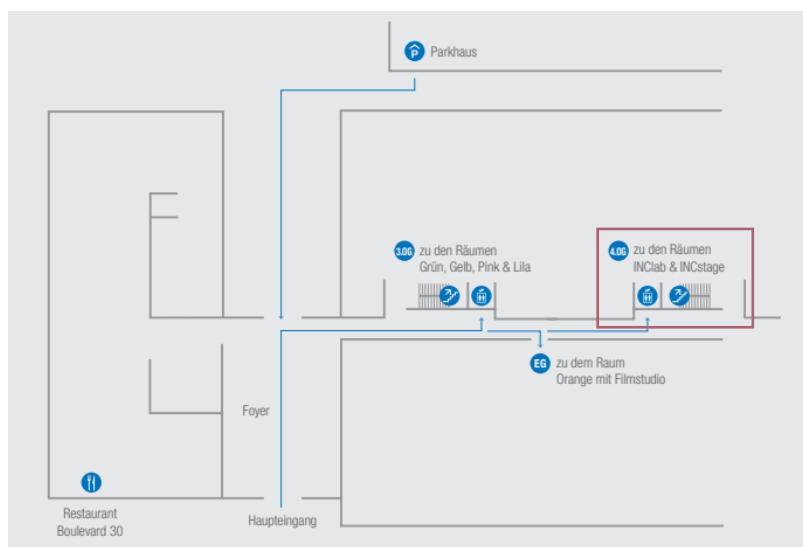 P Parkhaus
3.OG zu den Räumen
Grün, Gelb, Pink & Lila
4.OG zu den Räumen
INClab & INCstage
EG zu dem Raum
Orange mit Filmstudio
Foyer
Restaurant
Boulevard 30
Haupteingang